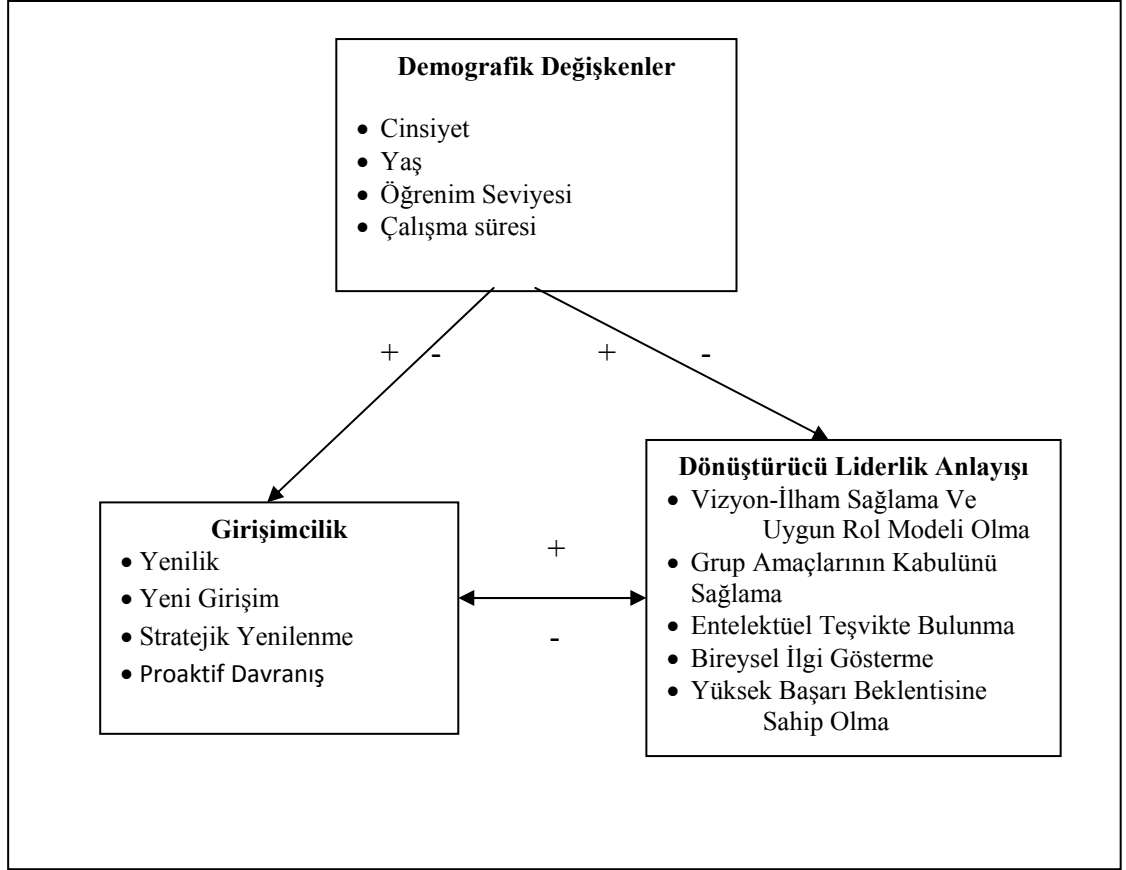 Demografik Değişkenler
• Cinsiyet
• Yaş
• Öğrenim Seviyesi
• Çalışma süresi
+ - + -
Girişimcilik
• Yenilik
• Yeni Girişim
• Stratejik Yenilenme
• Proaktif Davranış
+
-
Dönüştürücü Liderlik Anlayışı
• Vizyon-İlham Sağlama Ve
Uygun Rol Modeli Olma
• Grup Amaçlarının Kabulünü
Sağlama
• Entelektüel Teşvikte Bulunma
• Bireysel İlgi Gösterme
• Yüksek Başarı Beklentisine
Sahip Olma